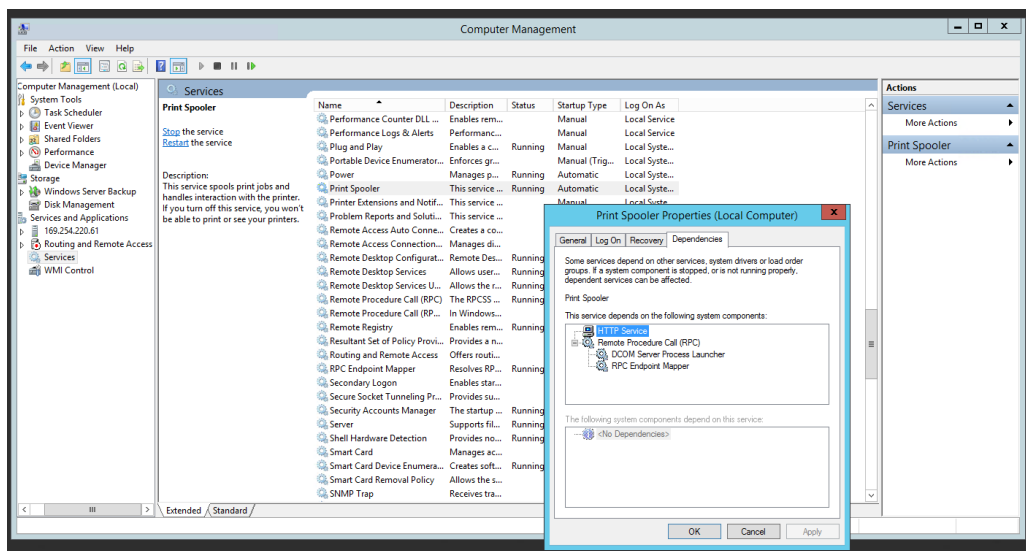 Computer Management
File Action View Help
Computer Management (Local)
System Tools
Task Scheduler
Event Viewer
Shared Folders
Performance
Device Manager
Storage
Windows Server Backup
Disk Management
Services and Applications
169.254.220.61
Routing and Remote Access
Services
WMI Control
Services
Print Spooler
Stop the service
Restart the service
Description:
This service spools print jobs and
handles interaction with the printer.
If you turn off this service, you won't
be able to print or see your printers.
Name Description Status Startup Type Log On As
Performance Counter DLL ... Enables rem... Manual Local Service
Performance Logs & Alerts Performanc... Manual Local Service
Plug and Play Enables a c... Running Manual Local Syste...
Portable Device Enumerator... Enforces gr... Manual (Trig... Local Syste...
Power Manages p... Running Automatic Local Syste...
Print Spooler This service ... Running Automatic Local Syste...
Printer Extensions and Notif... This service ... Manual Local Syste...
Problem Reports and Soluti... This service ...
Remote Access Auto Conne... Creates a co...
Remote Access Connection... Manages di...
Remote Desktop Configurat... Remote Des... Running
Remote Desktop Services Allows user... Running
Remote Desktop Services U... Allows the r... Running
Remote Procedure Call (RPC) The RPCSS ... Running
Remote Procedure Call (RP... In Windows...
Remote Registry Enables rem... Running
Resultant Set of Policy Provi... Provides a n...
Routing and Remote Access Offers routi...
RPC Endpoint Mapper Resolves RP... Running
Secondary Logon Enables star...
Secure Socket Tunneling Pr... Provides su...
Security Accounts Manager The startup ... Running
Server Supports fil... Running
Shell Hardware Detection Provides no... Running
Smart Card Manages ac...
Smart Card Device Enumera... Creates soft... Running
Smart Card Removal Policy Allows the s...
SNMP Trap Receives tra...
Extended Standard
Print Spooler Properties (Local Computer)
General Log On Recovery Dependencies
Some services depend on other services, system drivers or load order
groups. If a system component is stopped, or is not running properly,
dependent services can be affected.
Print Spooler
This service depends on the following system components:
HTTP Service
Remote Procedure Call (RPC)
DCOM Server Process Launcher
RPC Endpoint Mapper
The following system components depend on this service:
<No Dependencies>
OK Cancel Apply
Actions
Services
More Actions
Print Spooler
More Actions